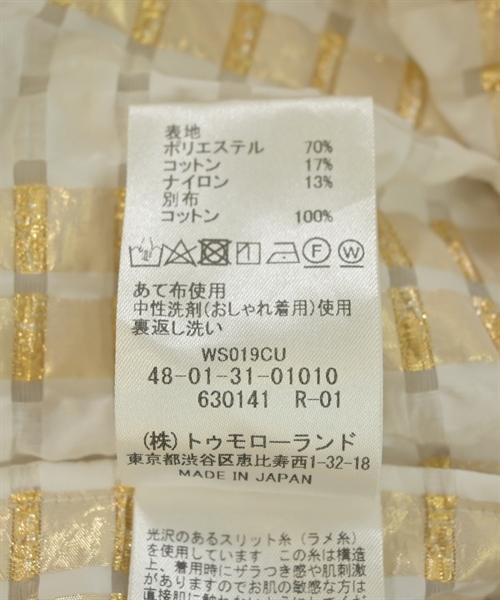 表地
ポリエステル 70%
コットン 17%
ナイロン 13%
別布
コットン 100%
F W
あて布使用
中性洗剤(おしゃれ着用)使用
裏返し洗い
WS019CU
48-01-31-01010
630141 R-01
(株)トゥモローランド
東京都渋谷区恵比寿西1-32-18
MADE IN JAPAN
光沢のあるスリット糸(ラメ糸)
を使用しています この糸は構造
上、着用時にザラつき感や肌刺激
がありますのでお肌の敏感な方は